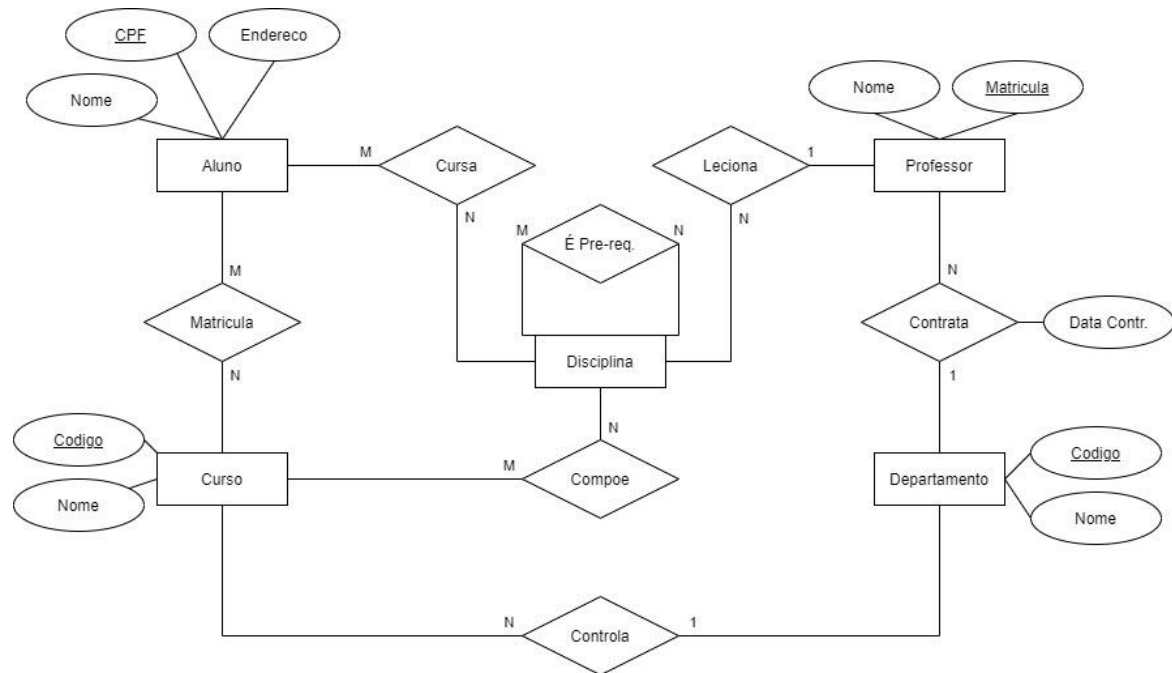 CPF
Endereco
Nome
Nome
Matricula
Aluno
M
Cursa
N
Leciona
1
N
Professor
M
É Pre-req.
N
M
Matricula
N
N
Contrata
Data Contr.
1
Disciplina
N
Codigo
Nome
Curso
M
Compoe
Departamento
Codigo
Nome
N
Controla
1